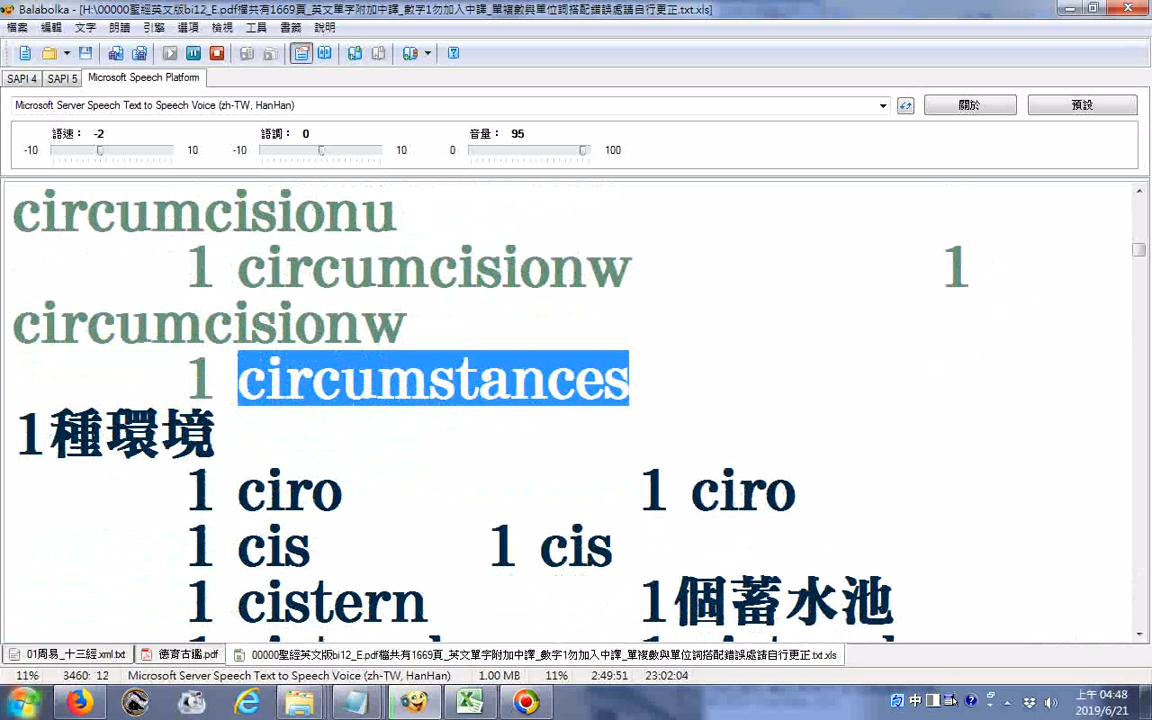 Balabolka - [H:\00000聖經英文版bi12_E.pdf檔共有1669頁_英文單字附加中譯_數字1勿加入中譯_單複數與單位詞搭配錯誤處請自行更正.txt.xls]
檔案 編輯 文字 朗讀 引擎 選項 檢視 工具 書籤 說明
SAPI 4 SAPI 5 Microsoft Speech Platform
Microsoft Server Speech Text to Speech Voice (zh-TW, HanHan) 關於 預設
語速： -2 語調： 0 音量： 95
-10 10 -10 10 0 100
circumcisionu
1 circumcisionw 1
circumcisionw
1 circumstances
1種環境
1 ciro 1 ciro
1 cis 1 cis
1 cistern 1個蓄水池
01周易_十三經.xml.txt 德育古鑑.pdf 00000聖經英文版bi12_E.pdf檔共有1669頁_英文單字附加中譯_數字1勿加入中譯_單複數與單位詞搭配錯誤處請自行更正.txt.xls
11% 3460: 12 Microsoft Server Speech Text to Speech Voice (zh-TW, HanHan) 1.00 MB 11% 2:49:51 23:02:04
中 上午 04:48
2019/6/21